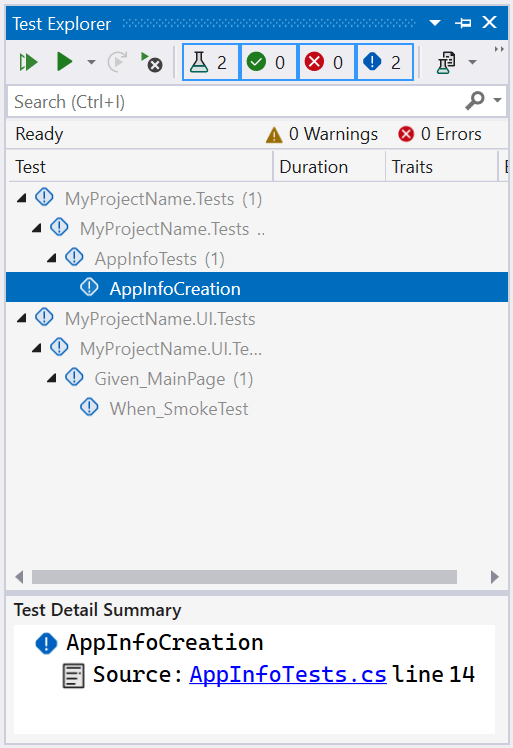 Test Explorer
2 0 0 2
Search (Ctrl+I)
Ready 0 Warnings 0 Errors
Test Duration Traits
MyProjectName.Tests (1)
MyProjectName.Tests ..
AppInfoTests (1)
AppInfoCreation
MyProjectName.UI.Tests
MyProjectName.UI.Te...
Given_MainPage (1)
When_SmokeTest
Test Detail Summary
AppInfoCreation
Source: AppInfoTests.cs line 14